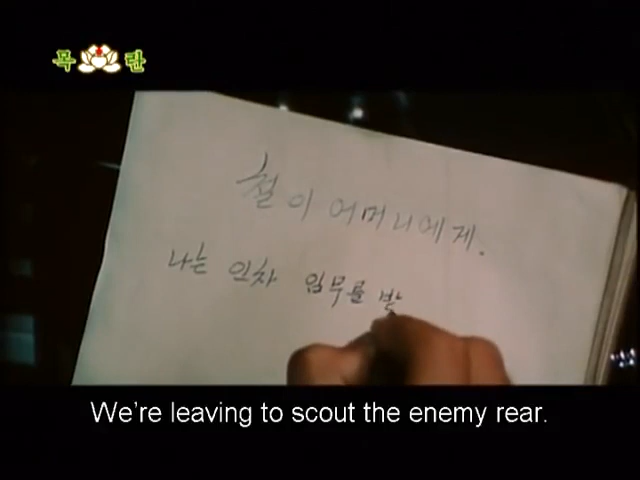 목란
철이 어머니에게.
나는 인차 임무를 받
We're leaving to scout the enemy rear.